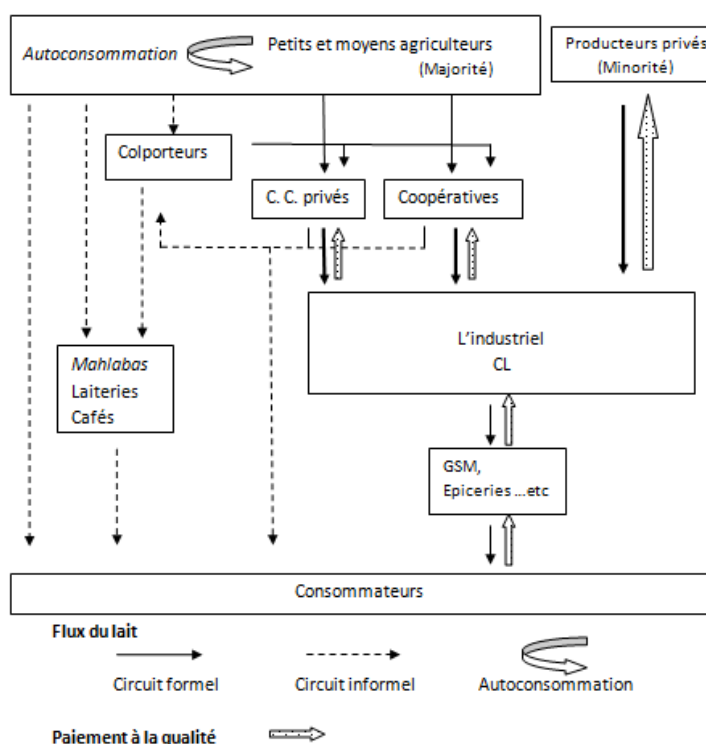 Autoconsommation
Petits et moyens agriculteurs
(Majorité)
Producteurs privés
(Minorité)
Colporteurs
C. C. privés
Coopératives
L'industriel
CL
Mahlabas
Laiteries
Cafés
GSM,
Epiceries ...etc
Consommateurs
Flux du lait
Circuit formel
Circuit informel
Autoconsommation
Paiement à la qualité